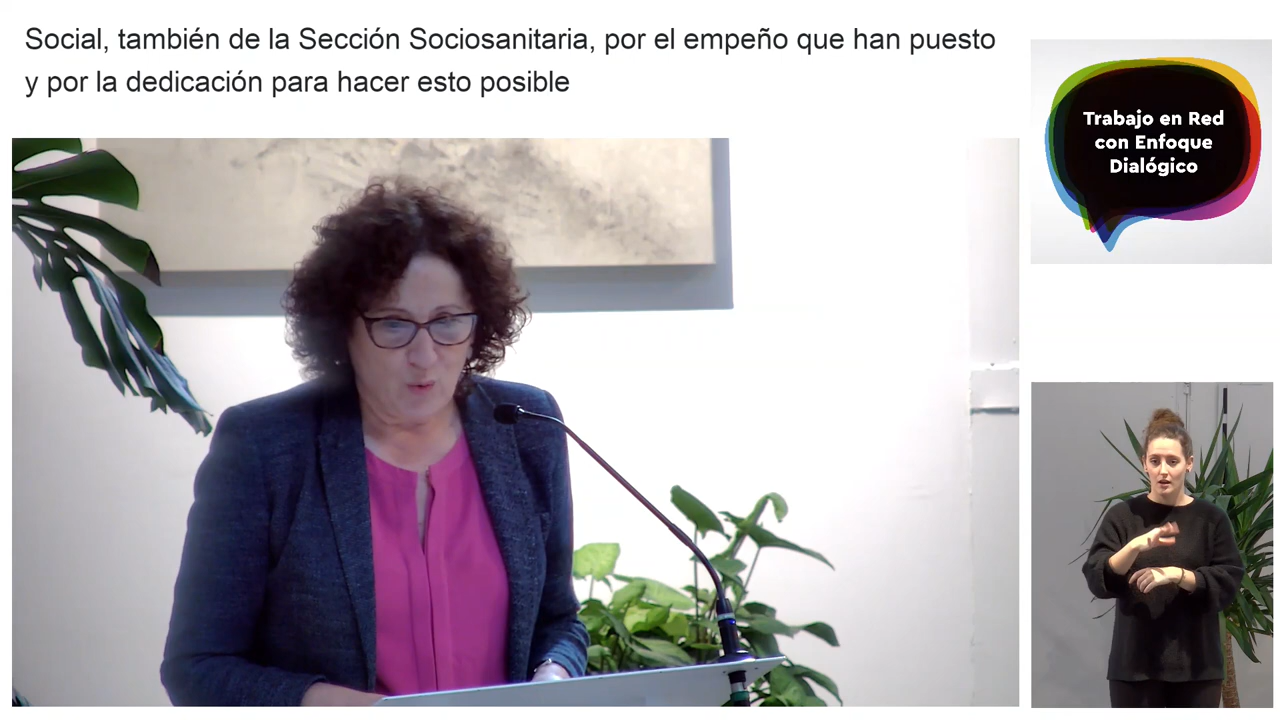 Social, también de la Sección Sociosanitaria, por el empeño que han puesto
y por la dedicación para hacer esto posible
Trabajo en Red
con Enfoque
Dialógico